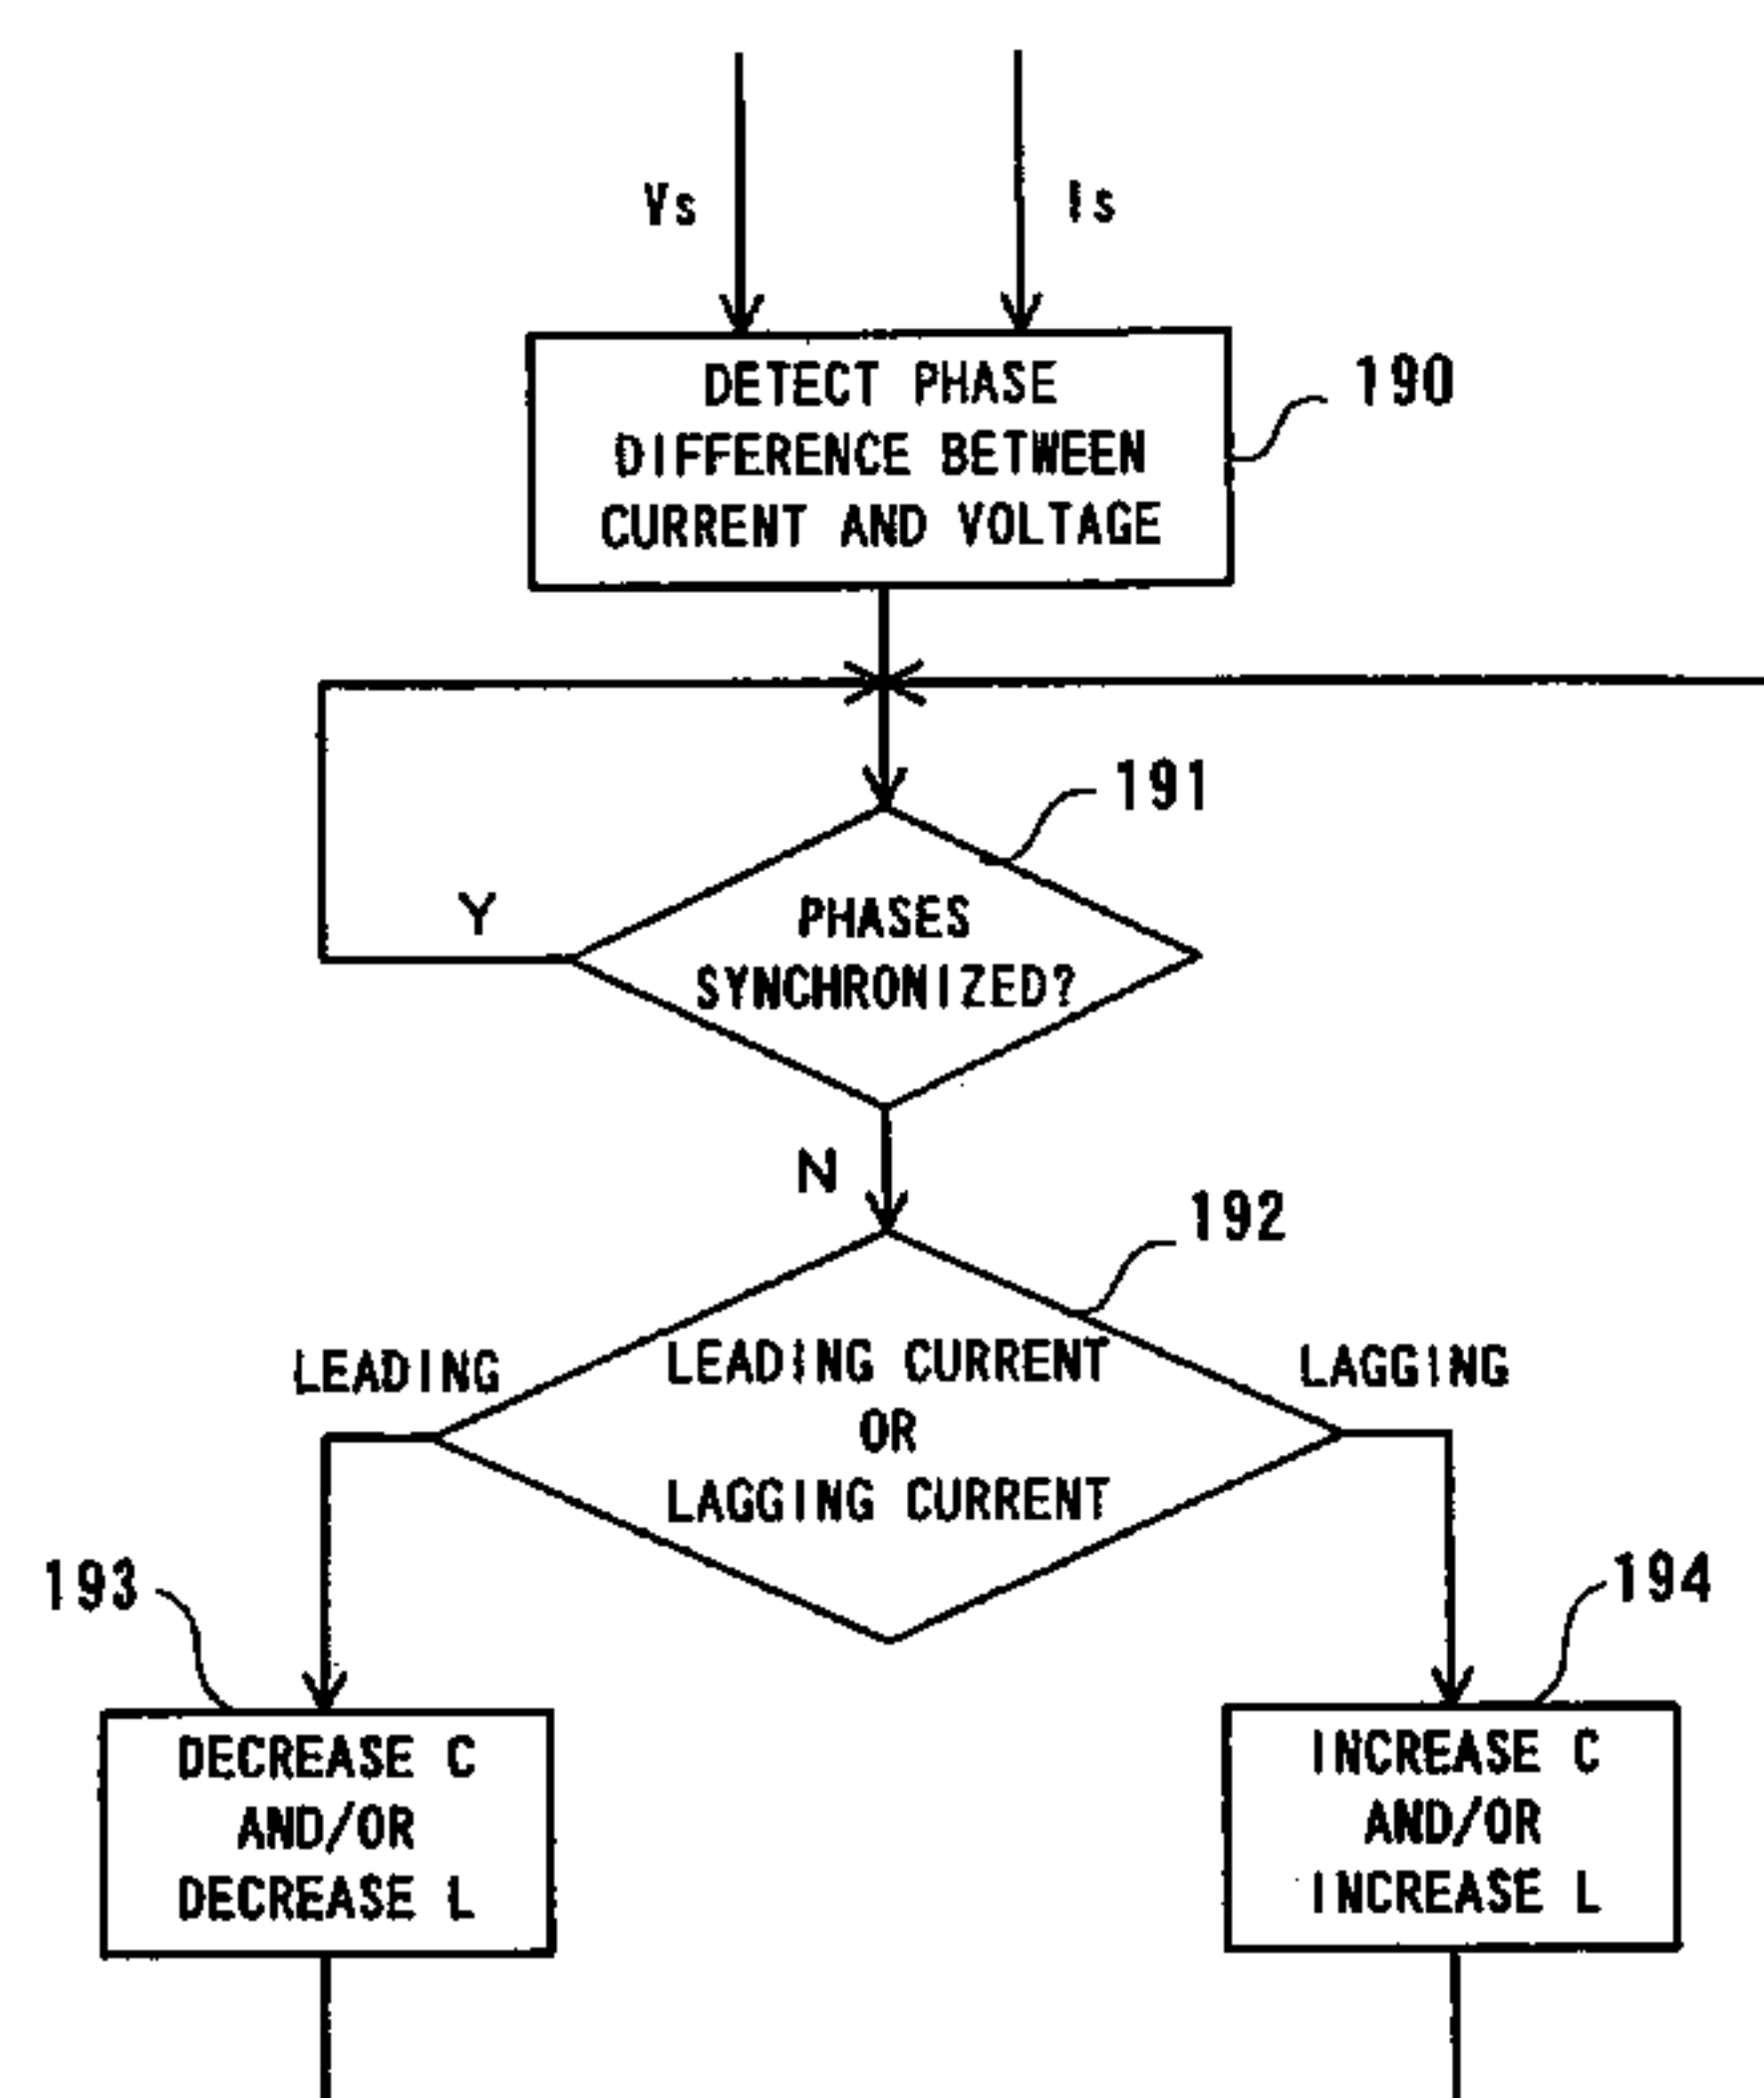 Vs
Is
DETECT PHASE
DIFFERENCE BETWEEN
CURRENT AND VOLTAGE
190
191
Y
PHASES
SYNCHRONIZED?
N
192
LEADING
LEADING CURRENT
OR
LAGGING CURRENT
LAGGING
193
194
DECREASE C
AND/OR
DECREASE L
INCREASE C
AND/OR
INCREASE L